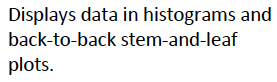 Displays data in histograms and
back-to-back stem-and-leaf
plots.